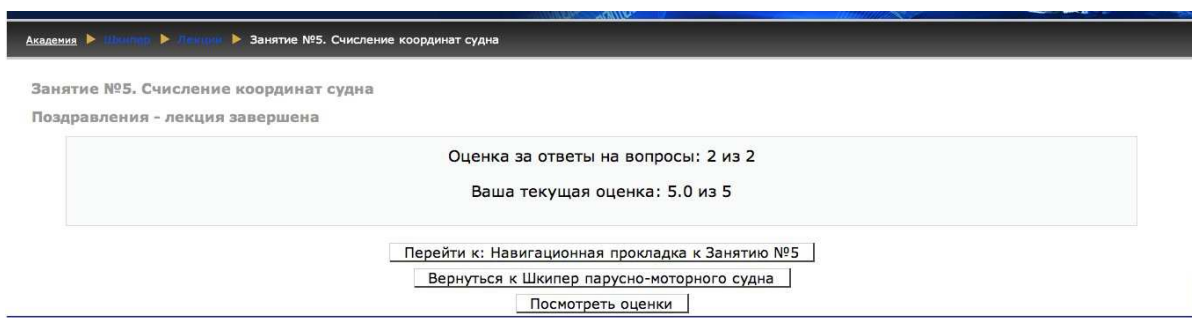 Академия ▶ Шкипер ▶ Лекции ▶ Занятие №5. Счисление координат судна
Занятие №5. Счисление координат судна
Поздравления - лекция завершена
Оценка за ответы на вопросы: 2 из 2
Ваша текущая оценка: 5.0 из 5
Перейти к: Навигационная прокладка к Занятию №5
Вернуться к Шкипер парусно-моторного судна
Посмотреть оценки